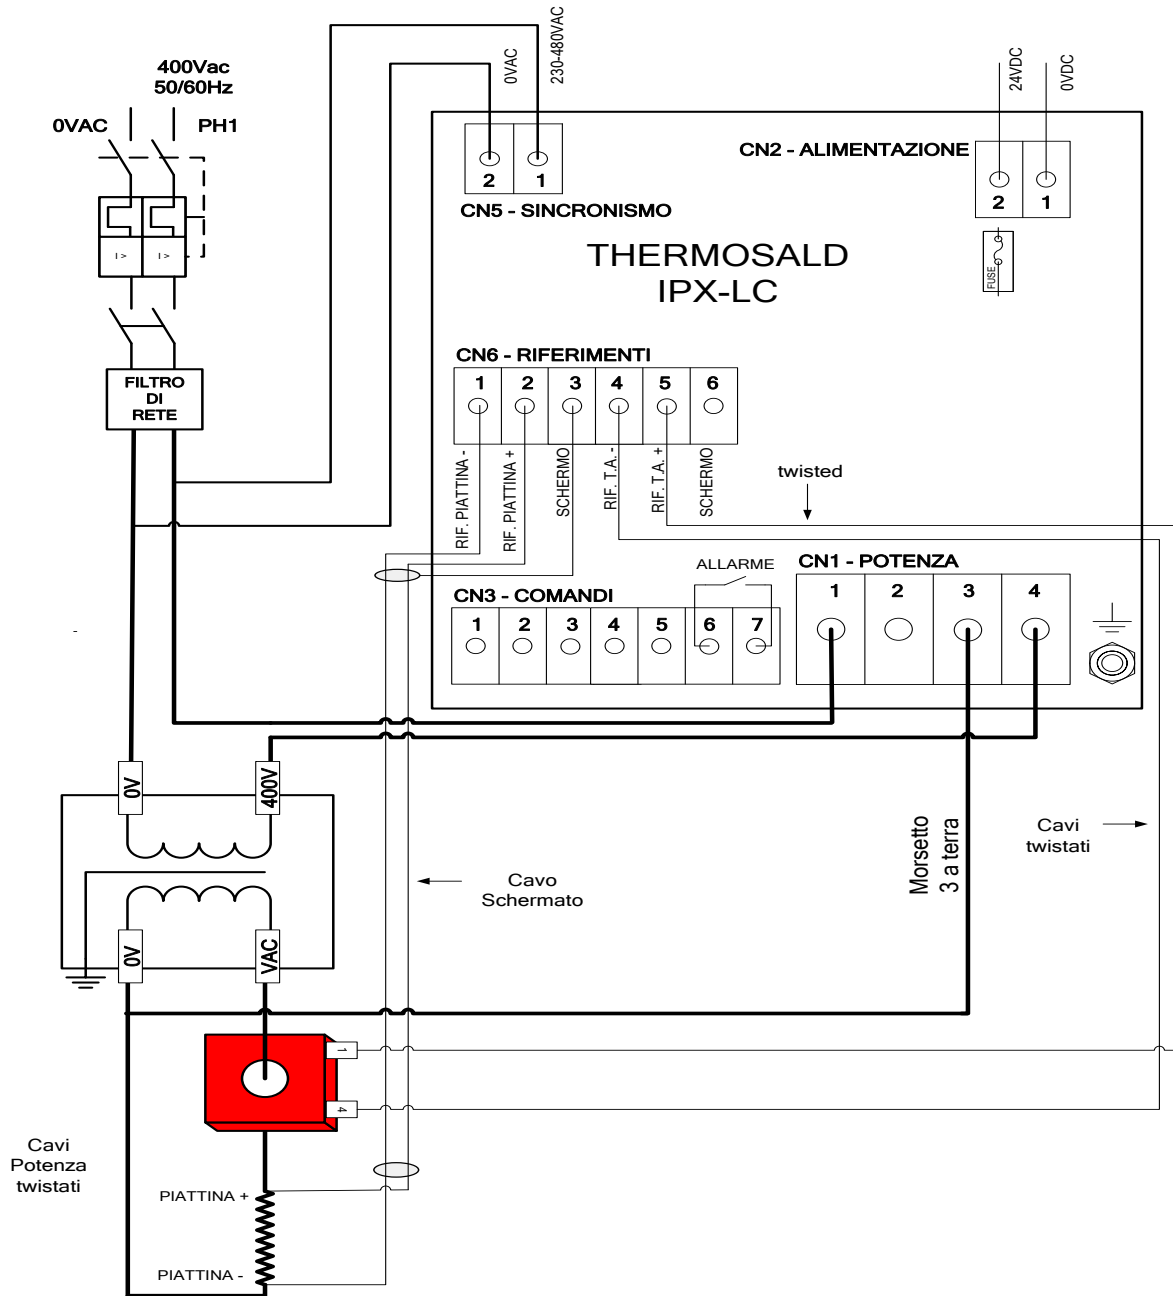 400Vac
50/60Hz
0VAC
PH1
I >
I >
FILTRO
DI
RETE
0VAC
230-480VAC
24VDC
0VDC
2
1
CN5 - SINCRONISMO
CN2 - ALIMENTAZIONE
2
1
FUSE
THERMOSALD
IPX-LC
CN6 - RIFERIMENTI
1 2 3 4 5 6
RIF. PIATTINA -
RIF. PIATTINA +
SCHERMO
RIF. T.A. -
RIF. T.A. +
SCHERMO
twisted
ALLARME
CN3 - COMANDI
1 2 3 4 5 6 7
CN1 - POTENZA
1 2 3 4
-
0V
400V
0V
VAC
Cavo
Schermato
Morsetto
3 a terra
Cavi
twistati
1
4
Cavi
Potenza
twistati
PIATTINA +
PIATTINA -